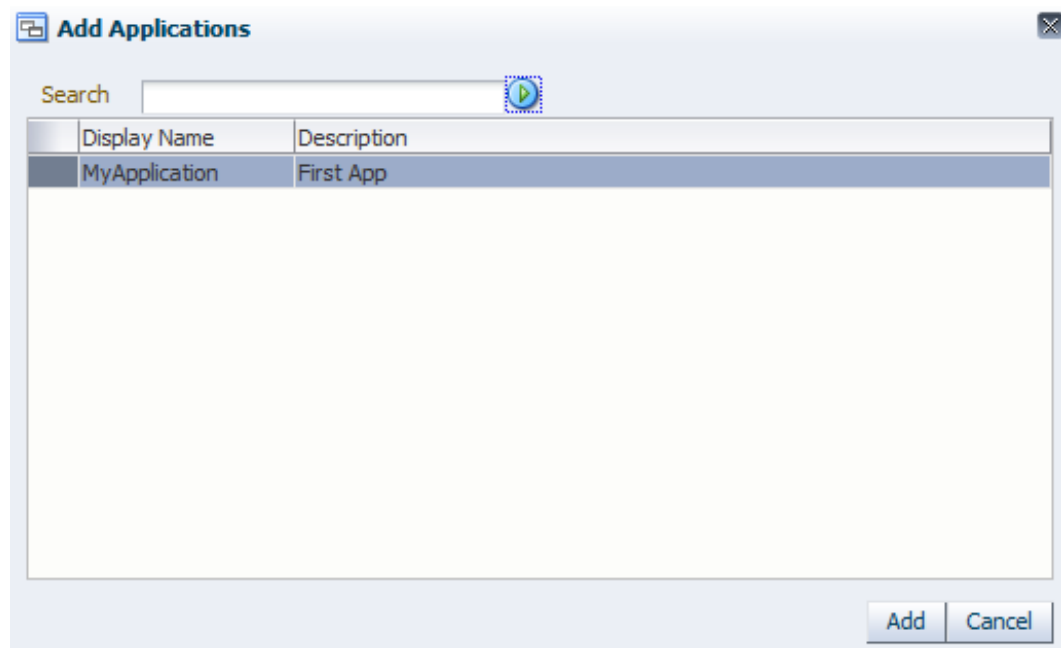 Add Applications
Search
Display Name Description
MyApplication First App
Add Cancel